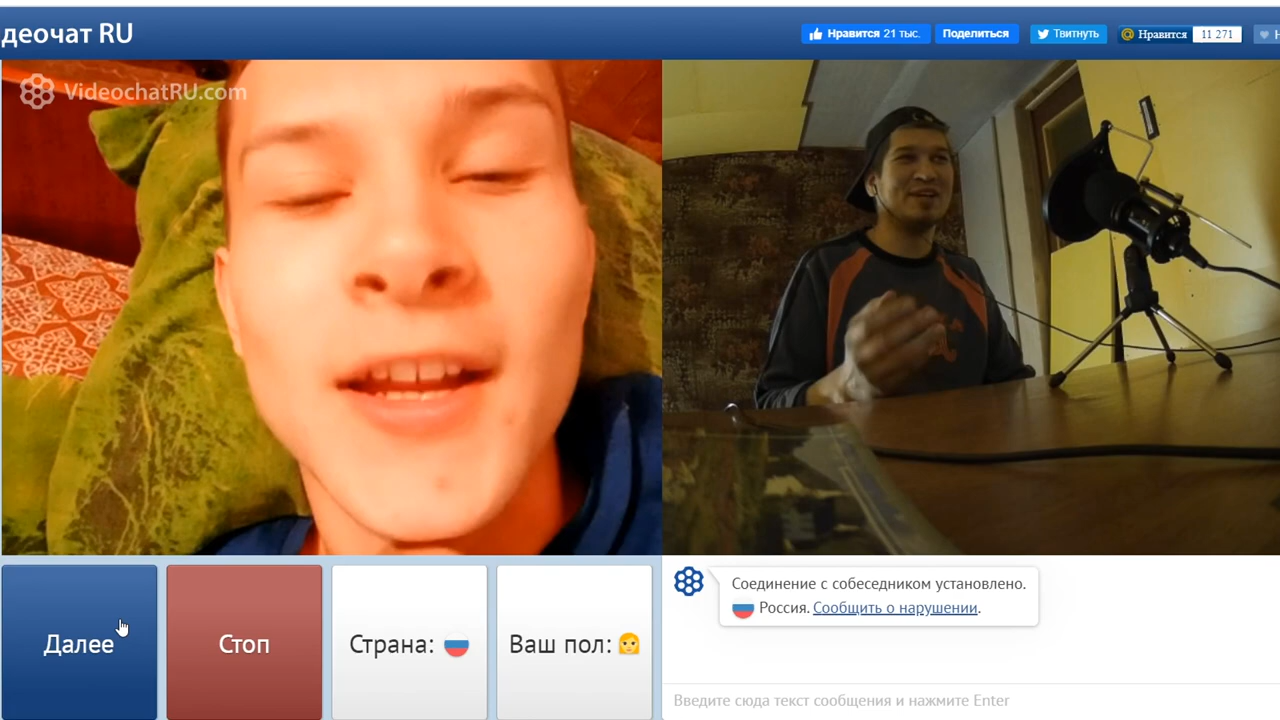 деочат RU
Нравится 21 тыс.
Поделиться
Твитнуть
@ Нравится
11 271
Н
VideochatRU.com
Соединение с собеседником установлено.
Россия. Сообщить о нарушении.
Далее
Стоп
Страна:
Ваш пол:
Введите сюда текст сообщения и нажмите Enter